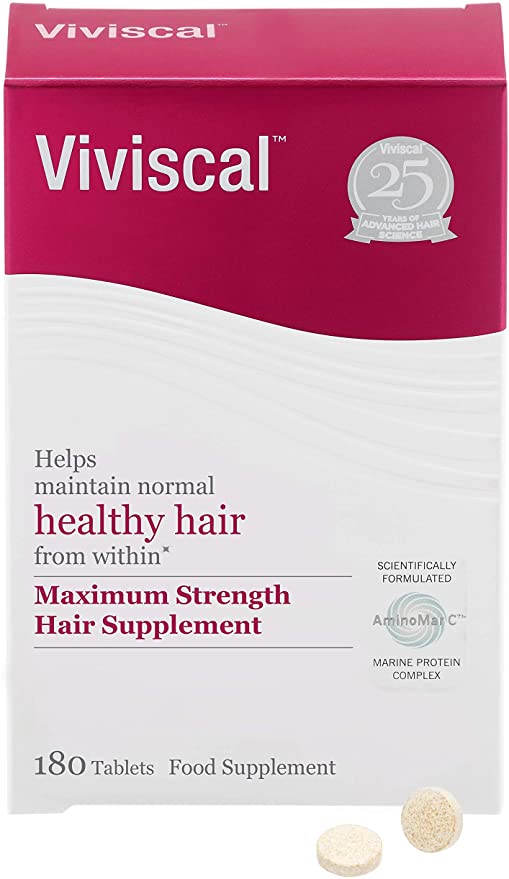 Viviscal™
Viviscal™
Viviscal
25
YEARS OF
ADVANCED HAIR
SCIENCE
Helps
maintain normal
healthy hair
from within*
Maximum Strength
Hair Supplement
SCIENTIFICALLY
FORMULATED
AminoMar C™
MARINE PROTEIN
COMPLEX
180 Tablets Food Supplement